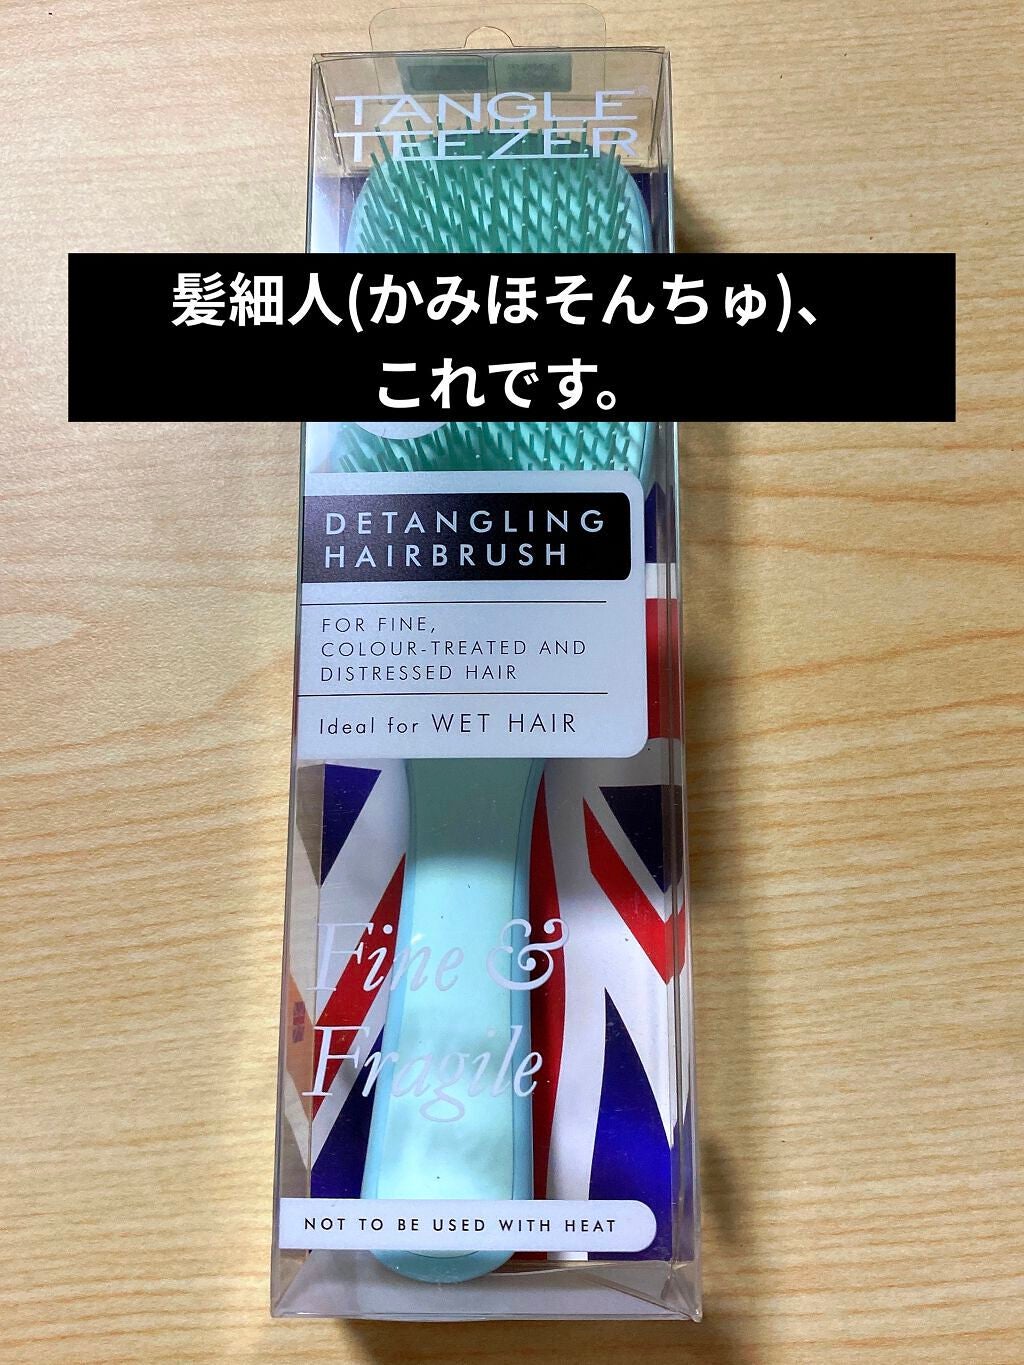 TANGLE
TEEZER
髪細人(かみほそんちゅ)、
これです。
DETANGLING
HAIRBRUSH
FOR FINE,
COLOUR-TREATED AND
DISTRESSED HAIR
Ideal for WET HAIR
Fine &
Fragile
NOT TO BE USED WITH HEAT